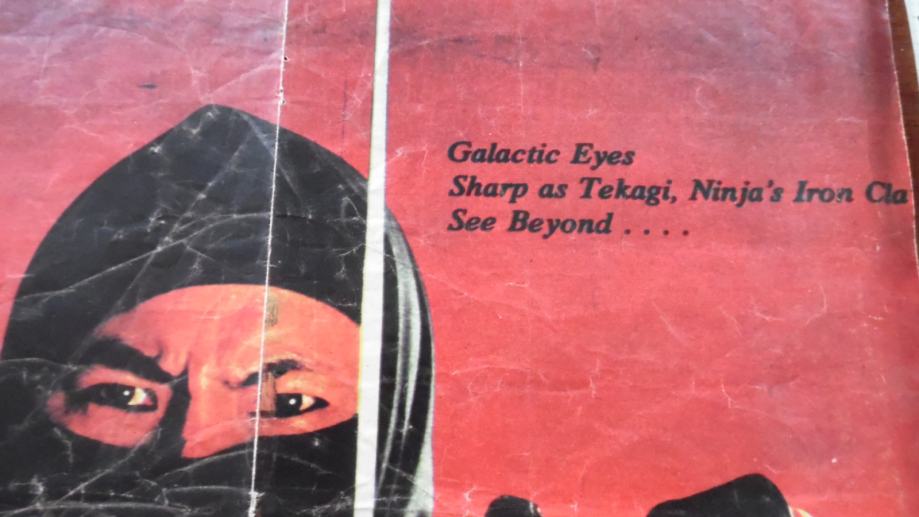 Galactic Eyes
Sharp as Tekagi, Ninja's Iron Cla
See Beyond . . . .